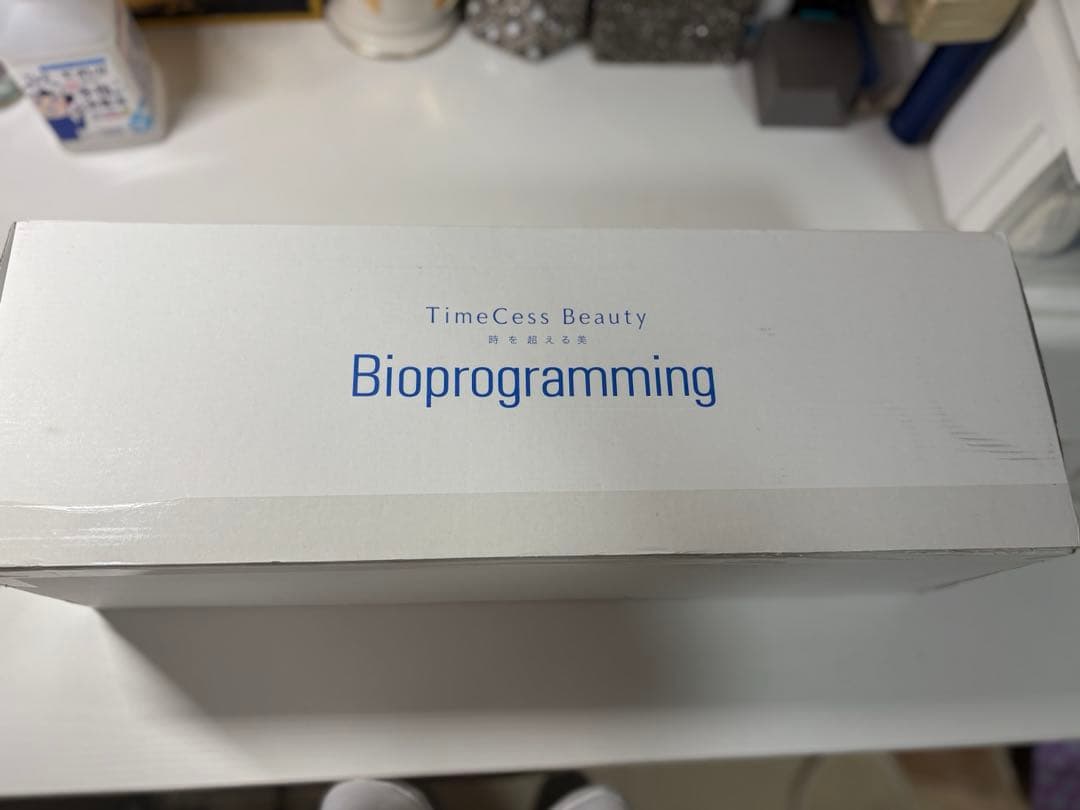 TimeCess Beauty
時を超える美
Bioprogramming